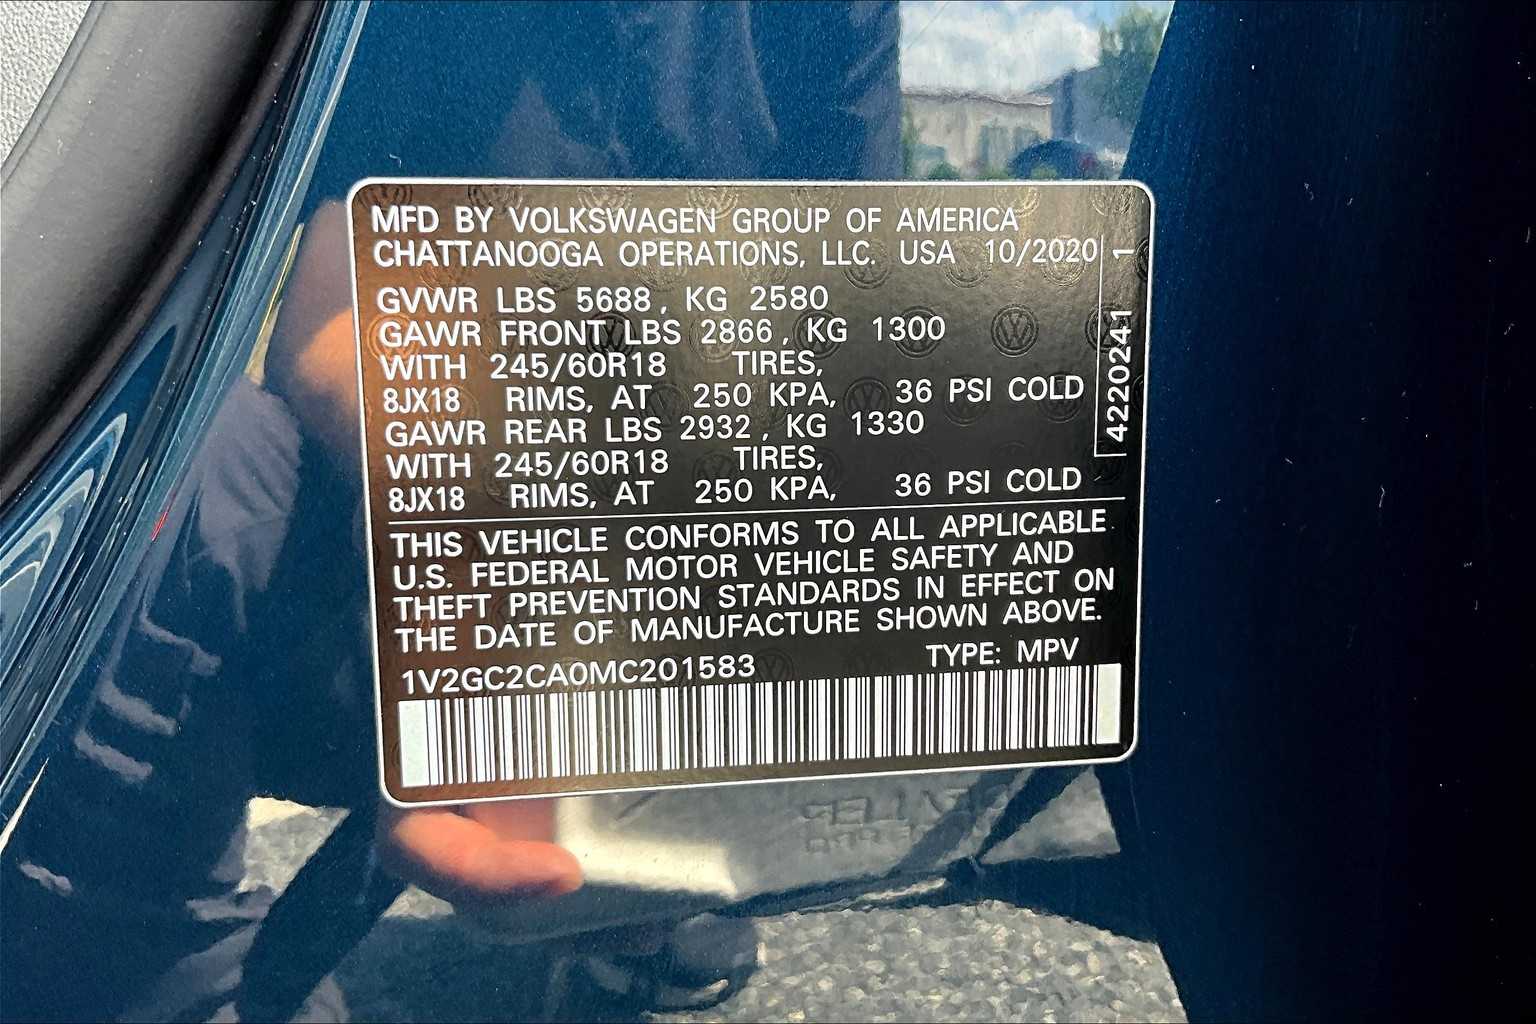 MFD BY VOLKSWAGEN GROUP OF AMERICA
CHATTANOOGA OPERATIONS, LLC. USA 10/2020
GVWR LBS 5688, KG 2580
GAWR FRONT LBS 2866, KG 1300
WITH 245/60R18 TIRES,
8JX18 RIMS, AT 250 KPA, 36 PSI COLD
GAWR REAR LBS 2932, KG 1330
WITH 245/60R18 TIRES,
8JX18 RIMS, AT 250 KPA, 36 PSI COLD
4220241 1
THIS VEHICLE CONFORMS TO ALL APPLICABLE
U.S. FEDERAL MOTOR VEHICLE SAFETY AND
THEFT PREVENTION STANDARDS IN EFFECT ON
THE DATE OF MANUFACTURE SHOWN ABOVE.
1V2GC2CA0MC201583 TYPE: MPV